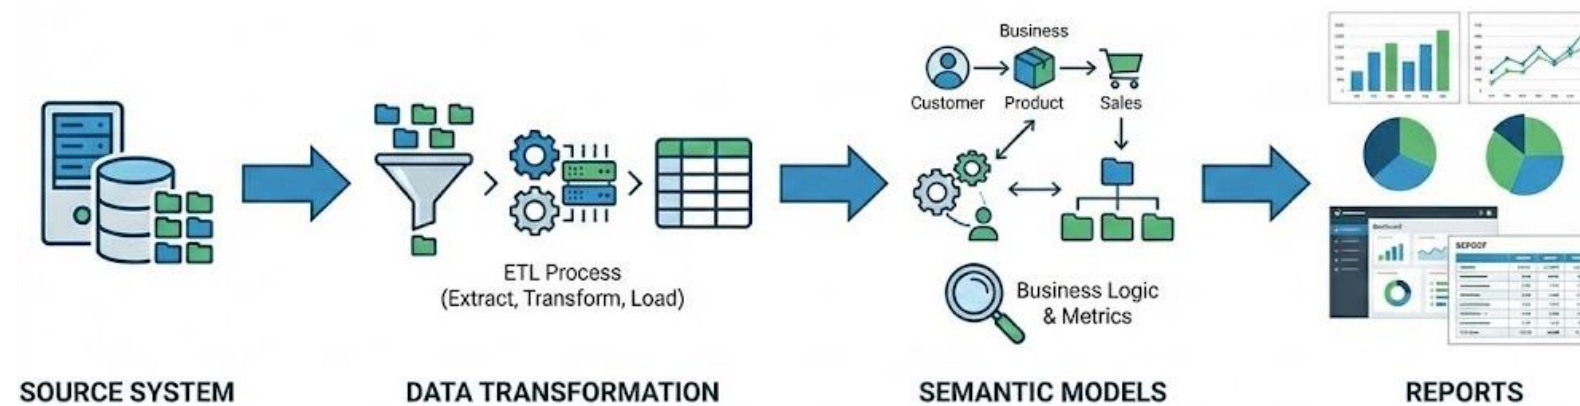 Business
Customer
Product
Sales
ETL Process
(Extract, Transform, Load)
Business Logic
& Metrics
Dashboard
SOURCE SYSTEM
DATA TRANSFORMATION
SEMANTIC MODELS
REPORTS